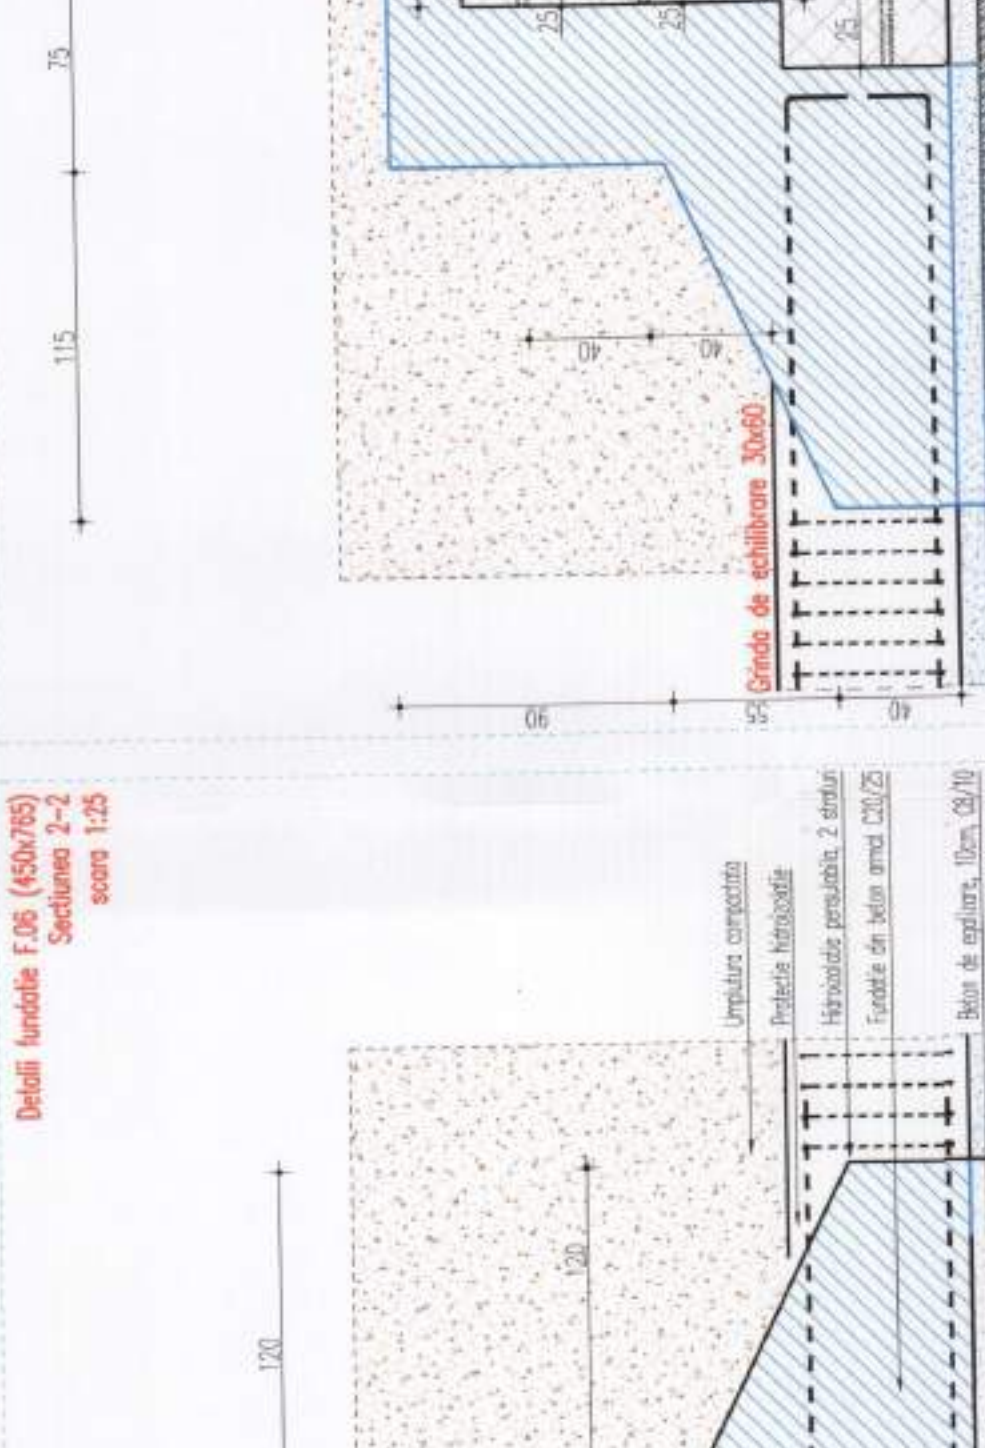 Detalii fundatie F.06 (450x765)
Sectiunea 2-2
scara 1:25
75
115
25
25
25
40
40
Grinda de echilibrare 30x60
90
55
40
Umplutura compactata
Protectie hidroizolatie
Hidroizolatie pensulabila, 2 straturi
Fundatie din beton armat C20/25
Beton de egalizare, 10cm, C8/10
120
120